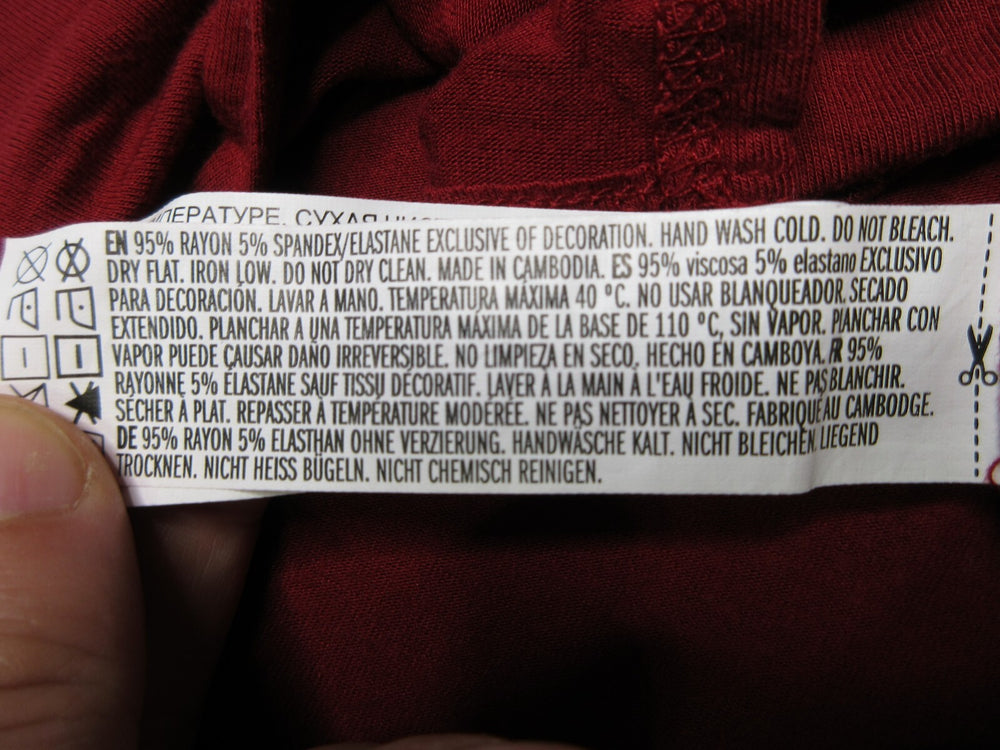 ПЕРАТУРЕ. СУХАЯ
EN 95% RAYON 5% SPANDEX/ELASTANE EXCLUSIVE OF DECORATION. HAND WASH COLD. DO NOT BLEACH.
DRY FLAT. IRON LOW. DO NOT DRY CLEAN. MADE IN CAMBODIA. ES 95% viscosa 5% elastano EXCLUSIVO
PARA DECORACIÓN. LAVAR A MANO. TEMPERATURA MÁXIMA 40 ºC. NO USAR BLANQUEADOR. SECADO
EXTENDIDO. PLANCHAR A UNA TEMPERATURA MÁXIMA DE LA BASE DE 110 ºC, SIN VAPOR. PLANCHAR CON
VAPOR PUEDE CAUSAR DAÑO IRREVERSIBLE. NO LIMPIEZA EN SECO. HECHO EN CAMBOYA. FR 95%
RAYONNE 5% ÉLASTANE SAUF TISSU DÉCORATIF. LAVER À LA MAIN À L'EAU FROIDE. NE PAS BLANCHIR.
SÉCHER À PLAT. REPASSER À TEMPÉRATURE MODÉRÉE. NE PAS NETTOYER À SEC. FABRIQUÉ AU CAMBODGE.
DE 95% RAYON 5% ELASTHAN OHNE VERZIERUNG. HANDWÄSCHE KALT. NICHT BLEICHEN. LIEGEND
TROCKNEN. NICHT HEISS BÜGELN. NICHT CHEMISCH REINIGEN.